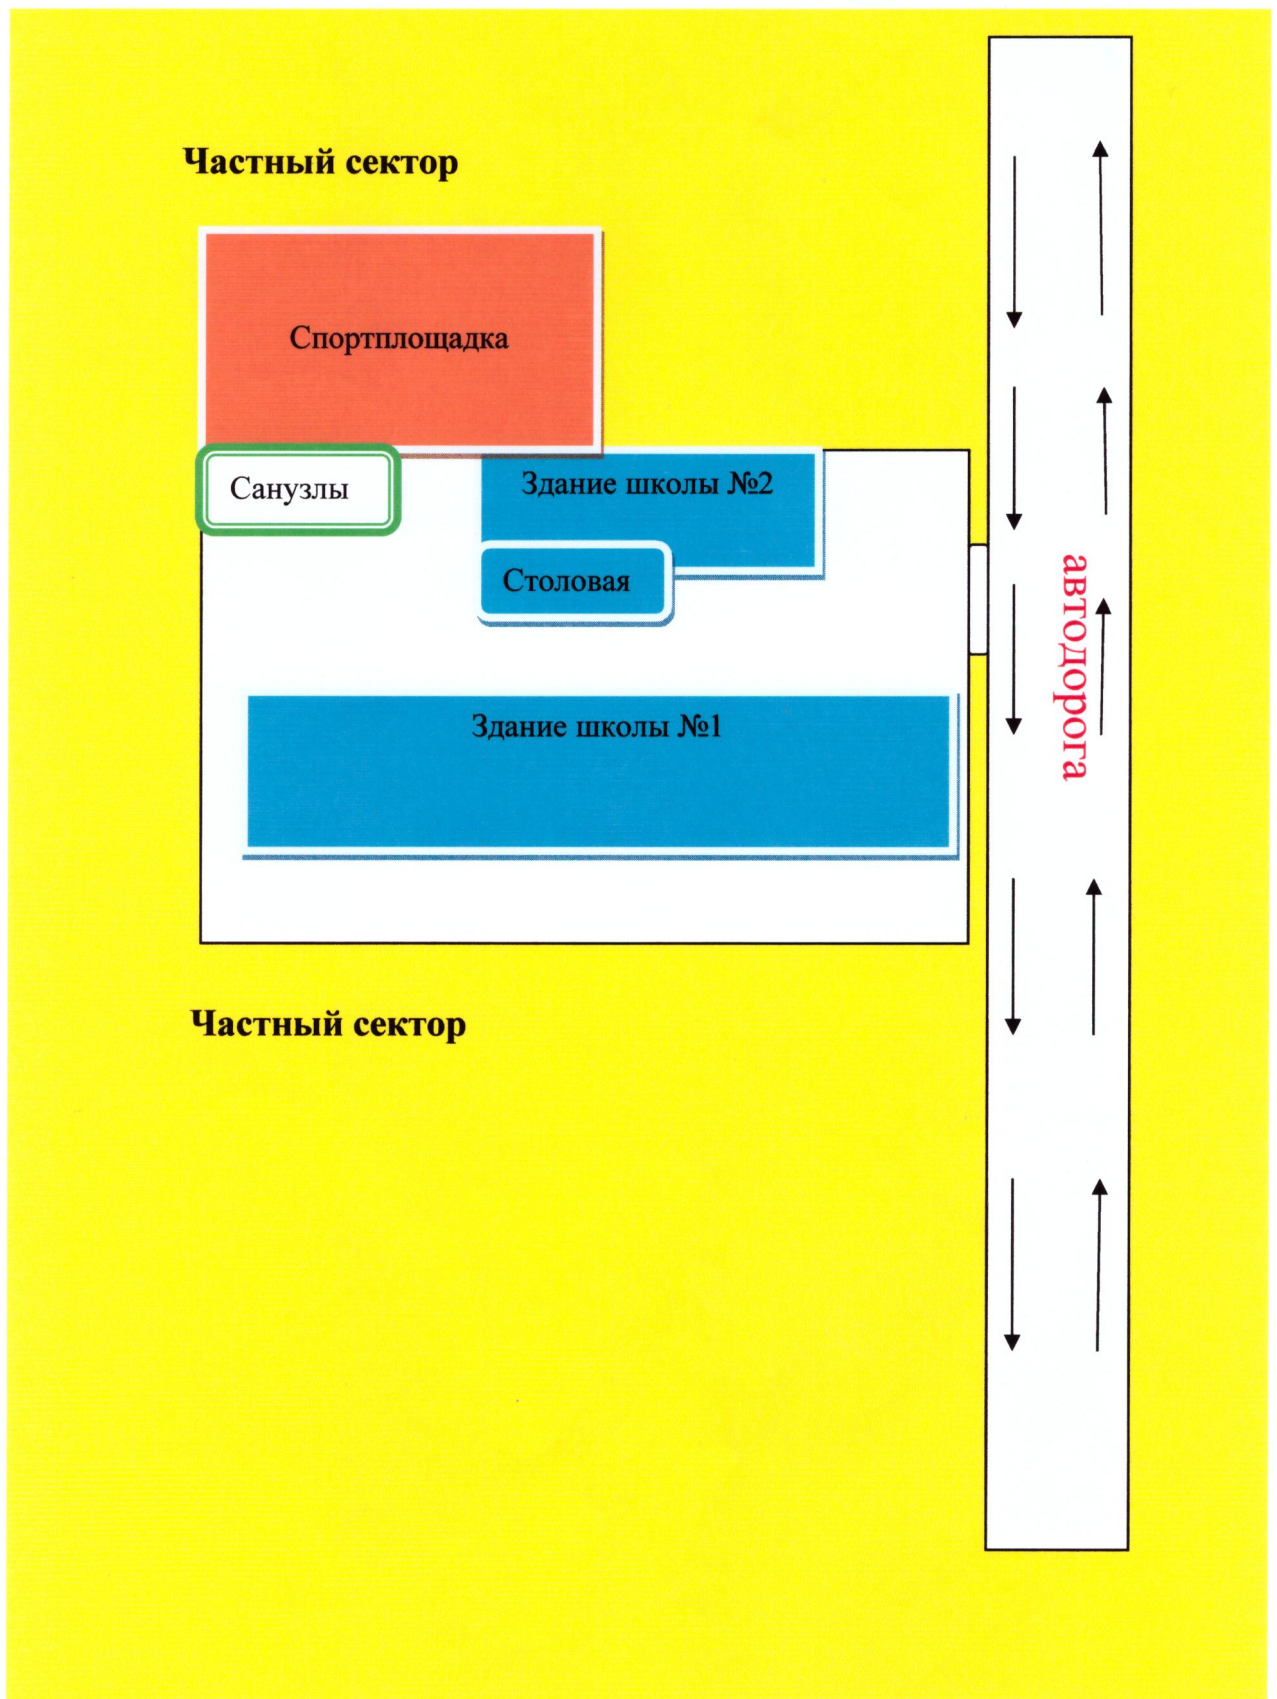 Частный сектор
Спортплощадка
Санузлы
Здание школы №2
Столовая
автодорога
Здание школы №1
Частный сектор